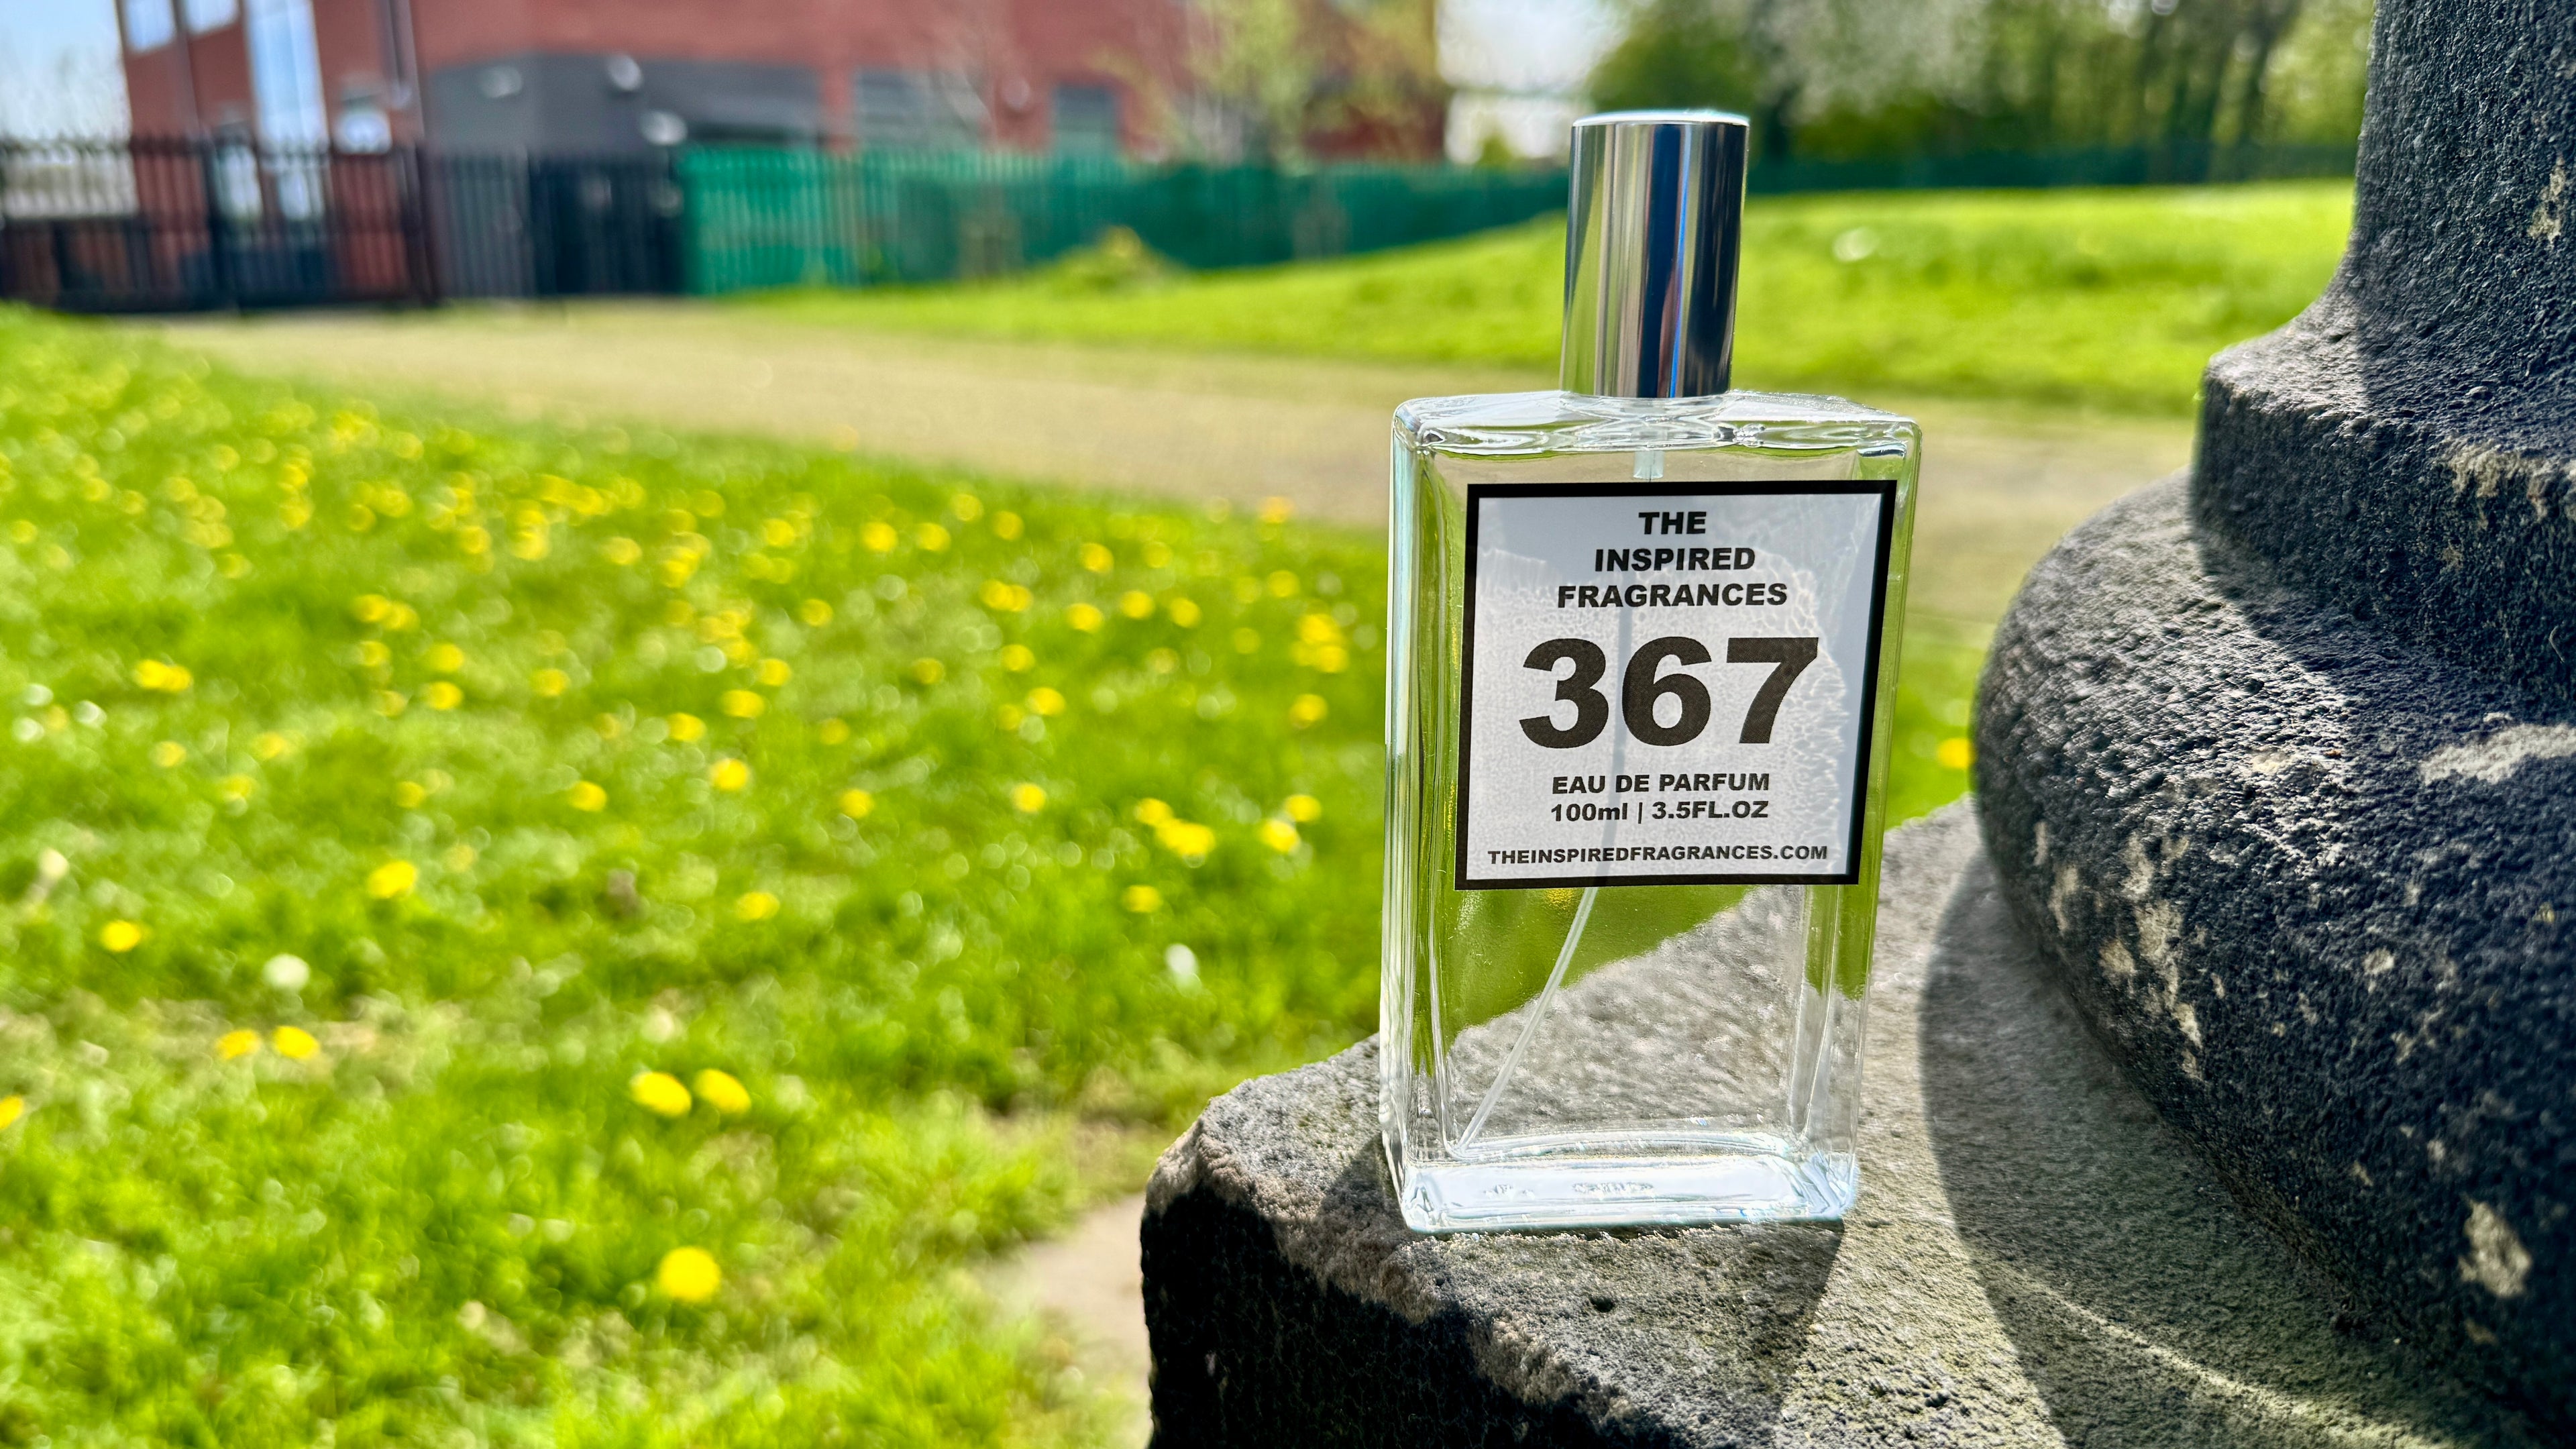 THE
INSPIRED
FRAGRANCES
367
EAU DE PARFUM
100ml | 3.5FL.OZ
THEINSPIREDFRAGRANCES.COM